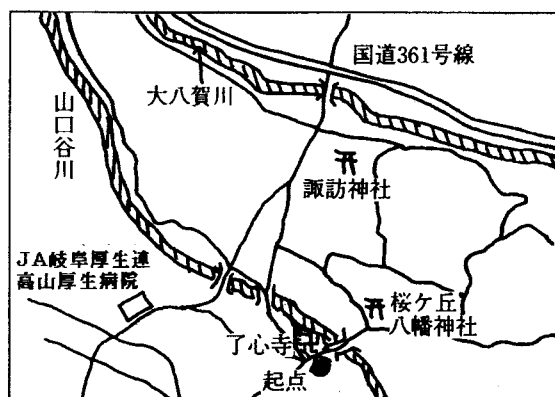 国道361号線
大八賀川
山口谷川
諏訪神社
JA岐阜厚生連
高山厚生病院
桜ケ丘
八幡神社
了心寺
起点